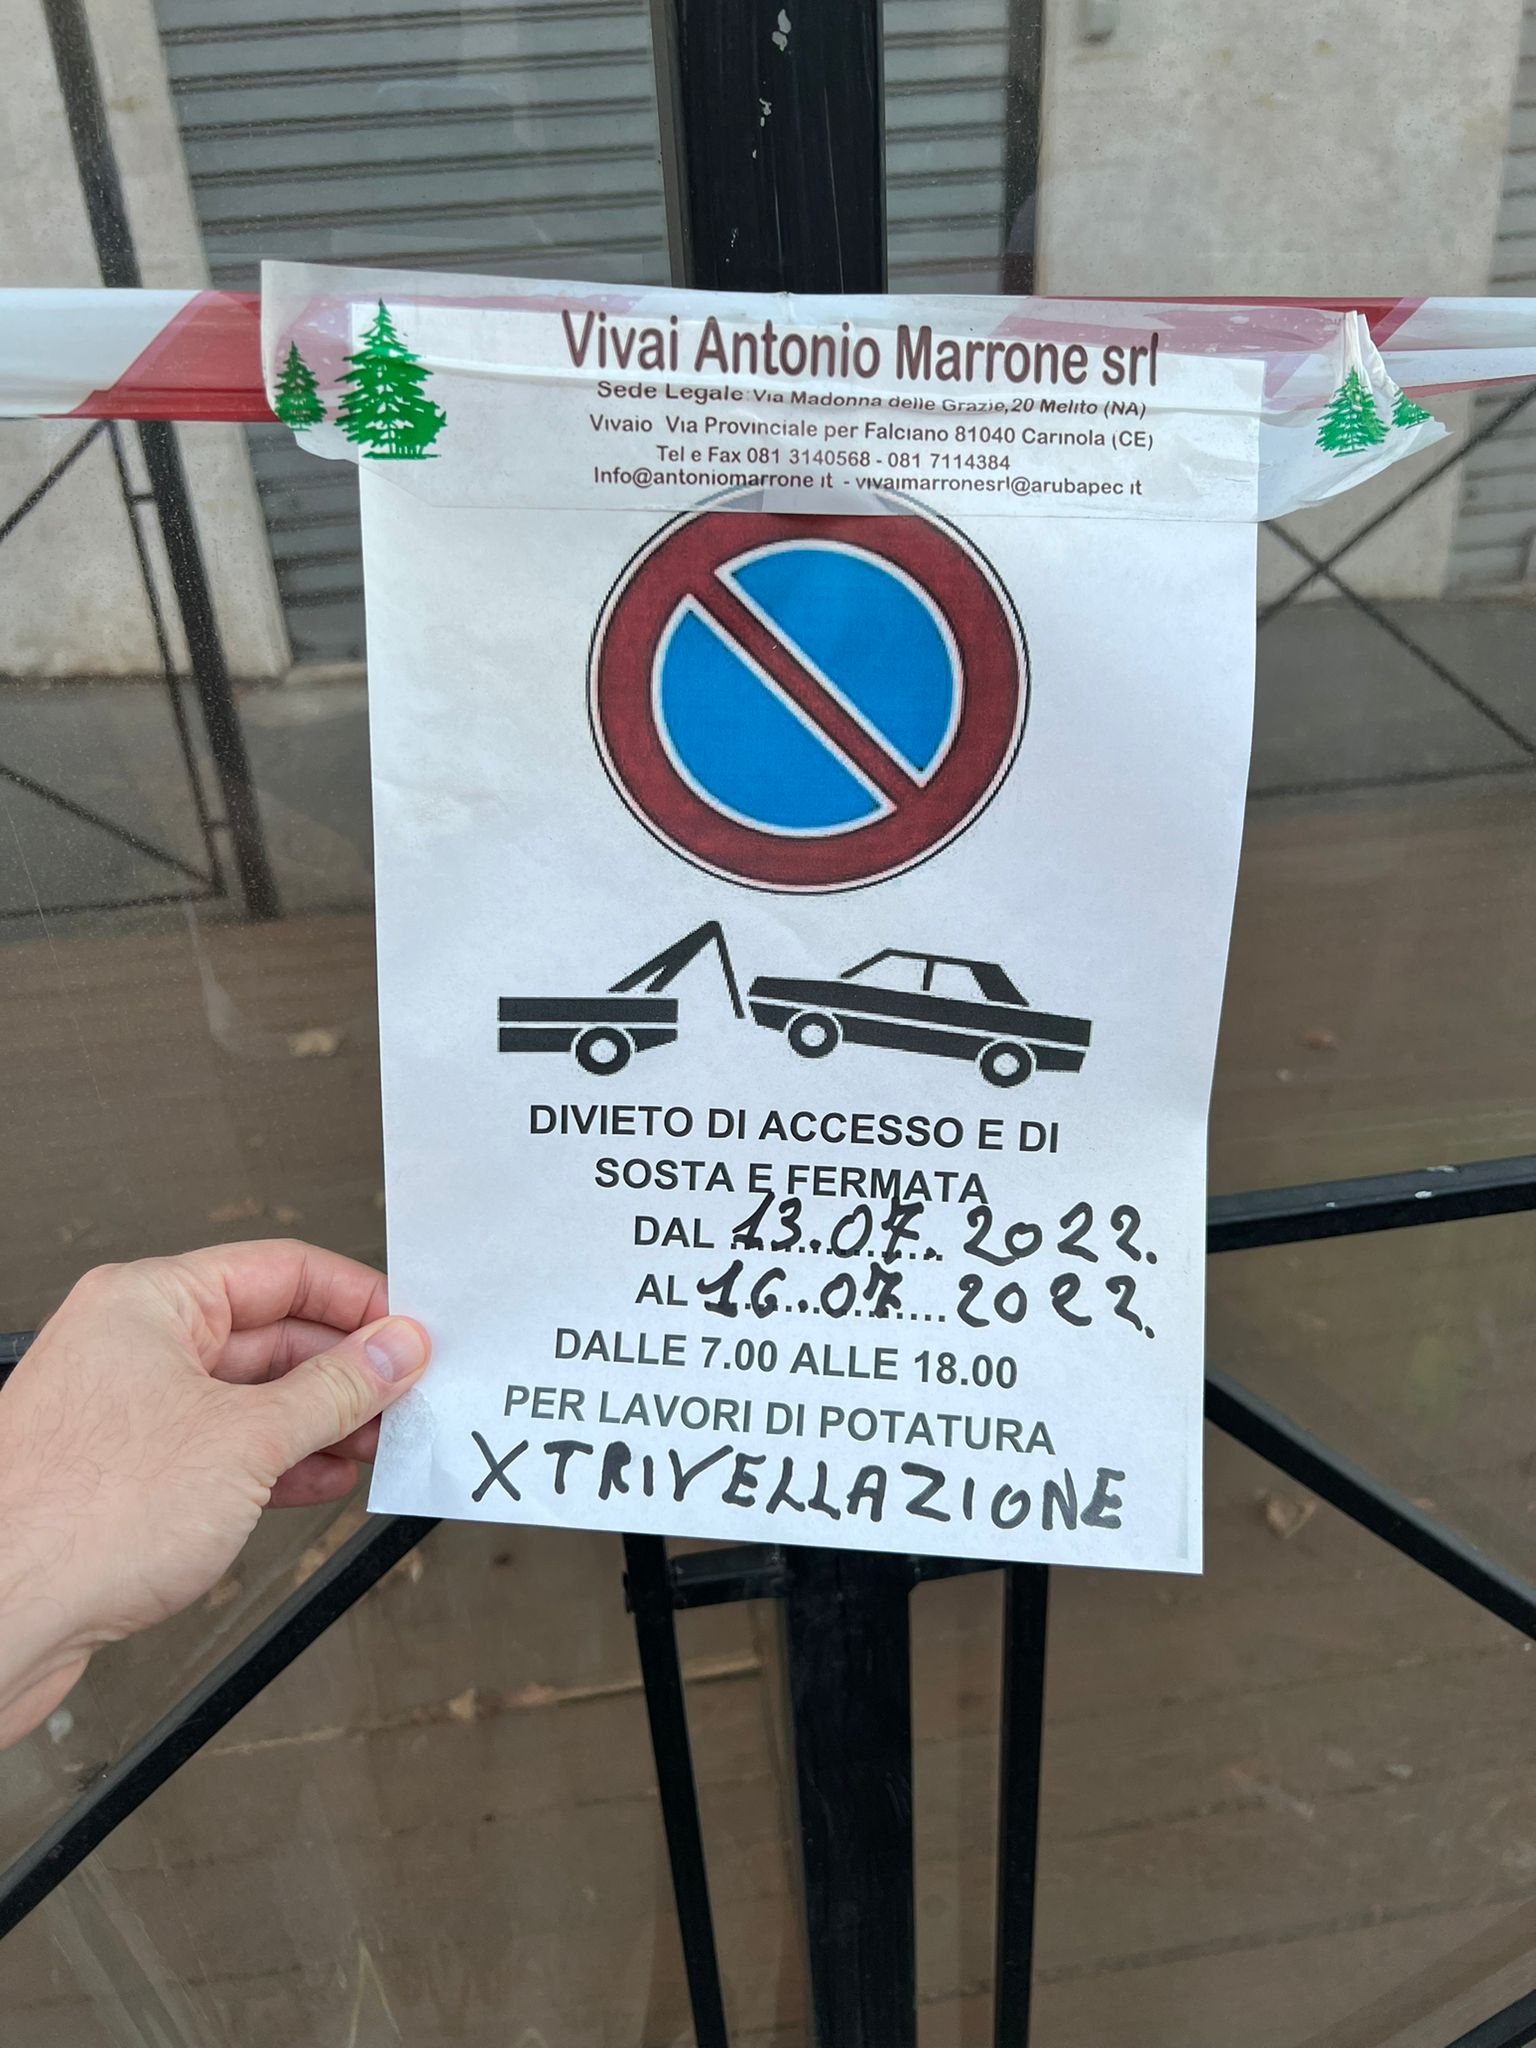 Vivai Antonio Marrone srl
Sede Legale: Via Madonna delle Grazie,20 Melito (NA)
Vivaio Via Provinciale per Falciano 81040 Carinola (CE)
Tel e Fax 081 3140568 - 081 7114384
Info@antoniomarrone it - vivaimarronesrl@arubapec it
DIVIETO DI ACCESSO E DI
SOSTA E FERMATA
DAL 13.07. 2022.
AL 16.07 2022.
DALLE 7.00 ALLE 18.00
PER LAVORI DI POTATURA
X TRIVELLAZIONE